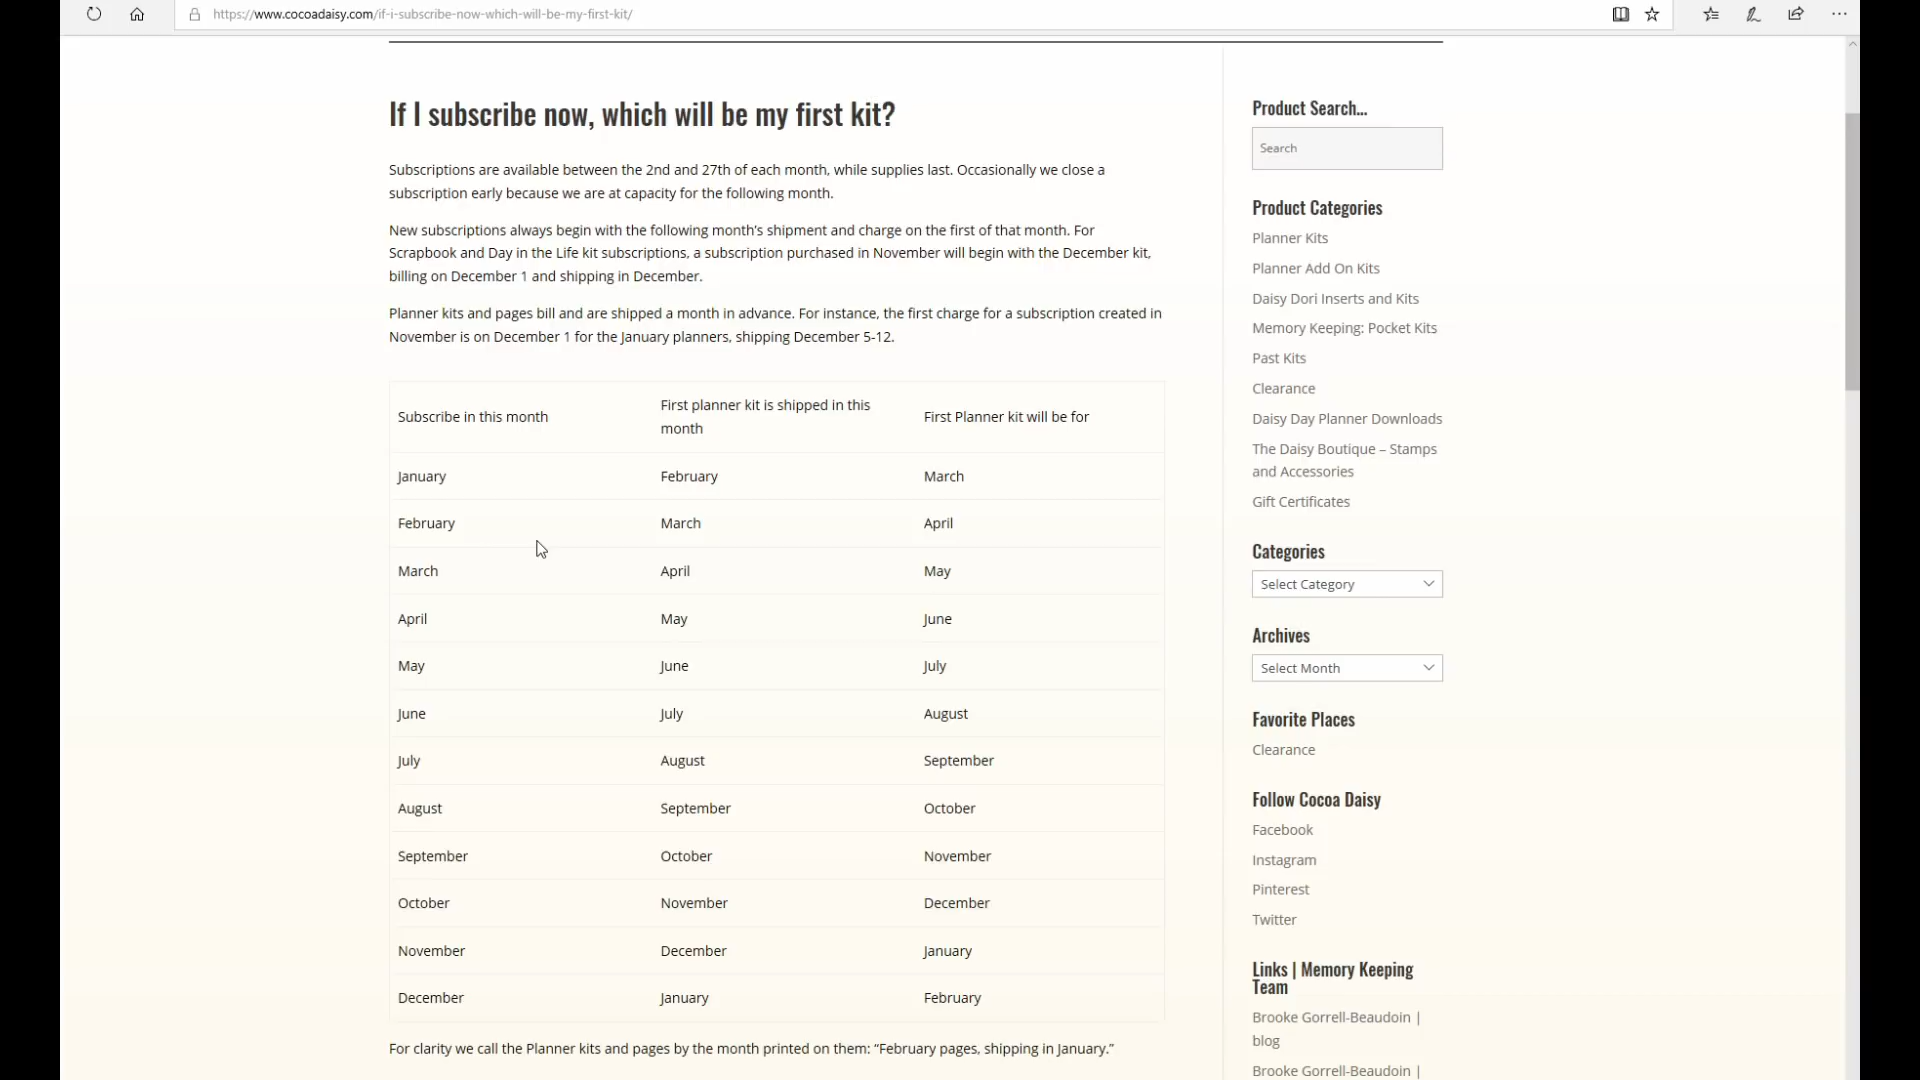 https://www.cocoadaisy.com/if-i-subscribe-now-which-will-be-my-first-kit/
If I subscribe now, which will be my first kit?
Subscriptions are available between the 2nd and 27th of each month, while supplies last. Occasionally we close a
subscription early because we are at capacity for the following month.
New subscriptions always begin with the following month's shipment and charge on the first of that month. For
Scrapbook and Day in the Life kit subscriptions, a subscription purchased in November will begin with the December kit,
billing on December 1 and shipping in December.
Planner kits and pages bill and are shipped a month in advance. For instance, the first charge for a subscription created in
November is on December 1 for the January planners, shipping December 5-12.
Subscribe in this month
First planner kit is shipped in this
month
First Planner kit will be for
January February March
February March April
March April May
April May June
May June July
June July August
July August September
August September October
September October November
October November December
November December January
December January February
For clarity we call the Planner kits and pages by the month printed on them: “February pages, shipping in January.”
Product Search...
Search
Product Categories
Planner Kits
Planner Add On Kits
Daisy Dori Inserts and Kits
Memory Keeping: Pocket Kits
Past Kits
Clearance
Daisy Day Planner Downloads
The Daisy Boutique – Stamps
and Accessories
Gift Certificates
Categories
Select Category
Archives
Select Month
Favorite Places
Clearance
Follow Cocoa Daisy
Facebook
Instagram
Pinterest
Twitter
Links | Memory Keeping
Team
Brooke Gorrell-Beaudoin |
blog
Brooke Gorrell-Beaudoin |